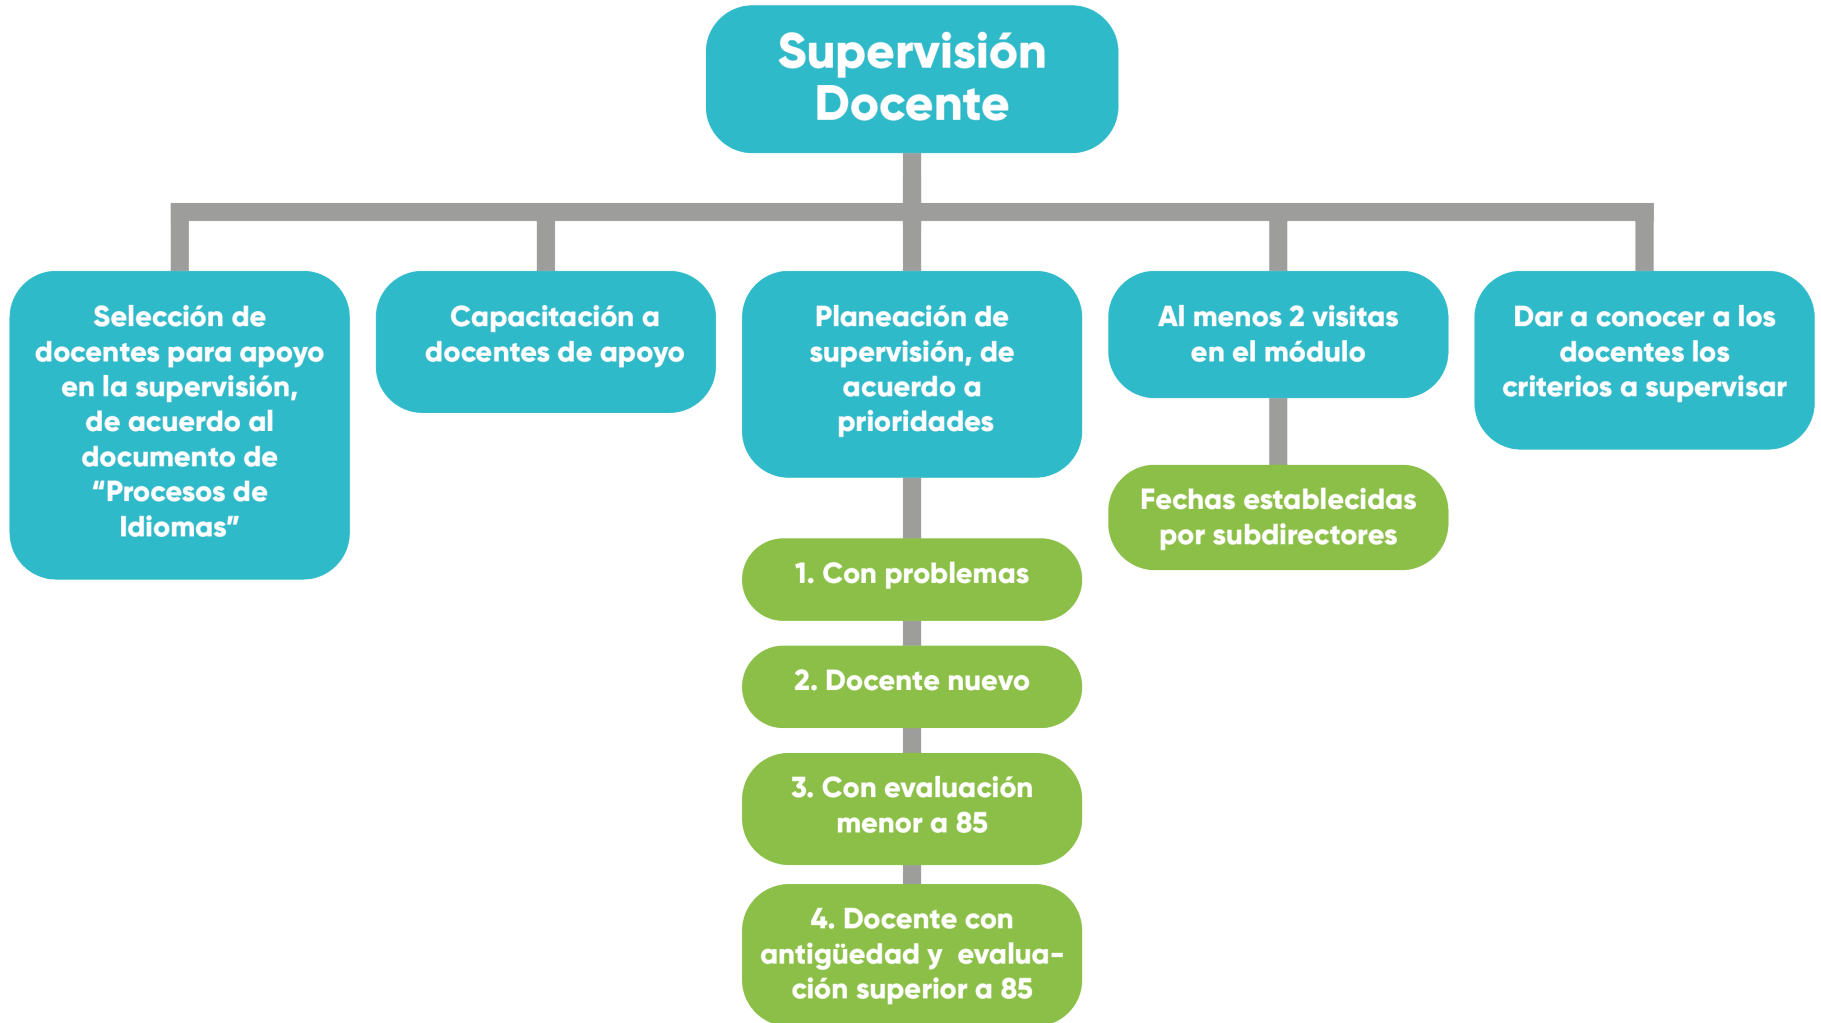 Supervisión
Docente
Selección de
docentes para apoyo
en la supervisión,
de acuerdo al
documento de
“Procesos de
Idiomas”
Capacitación a
docentes de apoyo
Planeación de
supervisión, de
acuerdo a
prioridades
1. Con problemas
2. Docente nuevo
3. Con evaluación
menor a 85
4. Docente con
antigüedad y  evalua-
ción superior a 85
Al menos 2 visitas
en el módulo
Fechas establecidas
por subdirectores
Dar a conocer a los
docentes los
criterios a supervisar